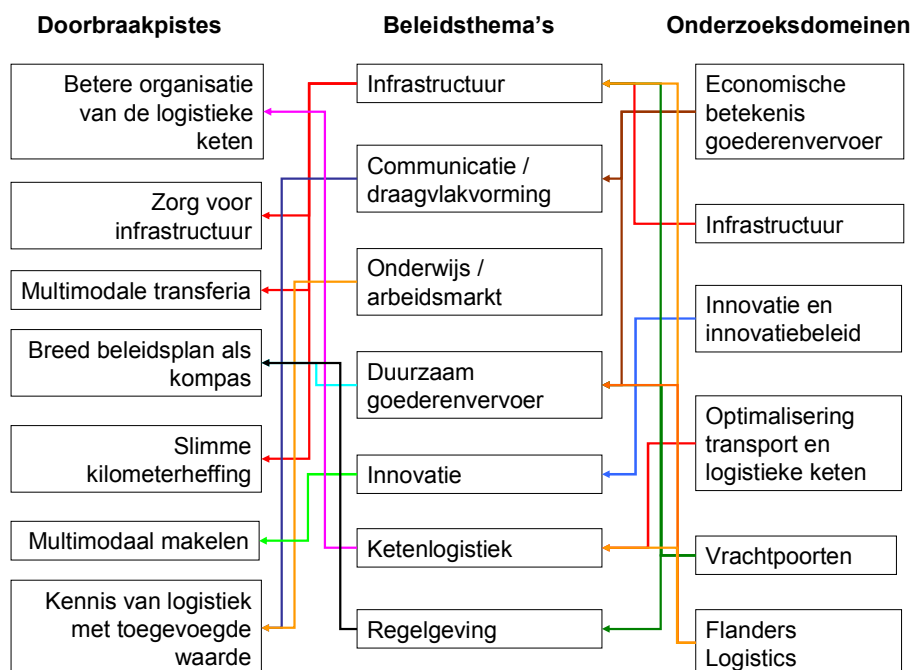 Doorbraakpistes
Betere organisatie
van de logistieke
keten
Zorg voor
infrastructuur
Multimodale transferia
Breed beleidsplan als
kompas
Slimme
kilometerheffing
Multimodaal makelen
Kennis van logistiek
met toegevoegde
waarde
Beleidsthema's
Infrastructuur
Communicatie /
draagvlakvorming
Onderwijs /
arbeidsmarkt
Duurzaam
goederenvervoer
Innovatie
Ketenlogistiek
Regelgeving
Onderzoeksdomeinen
Economische
betekenis
goederenvervoer
Infrastructuur
Innovatie en
innovatiebeleid
Optimalisering
transport en
logistieke keten
Vrachtpoorten
Flanders
Logistics